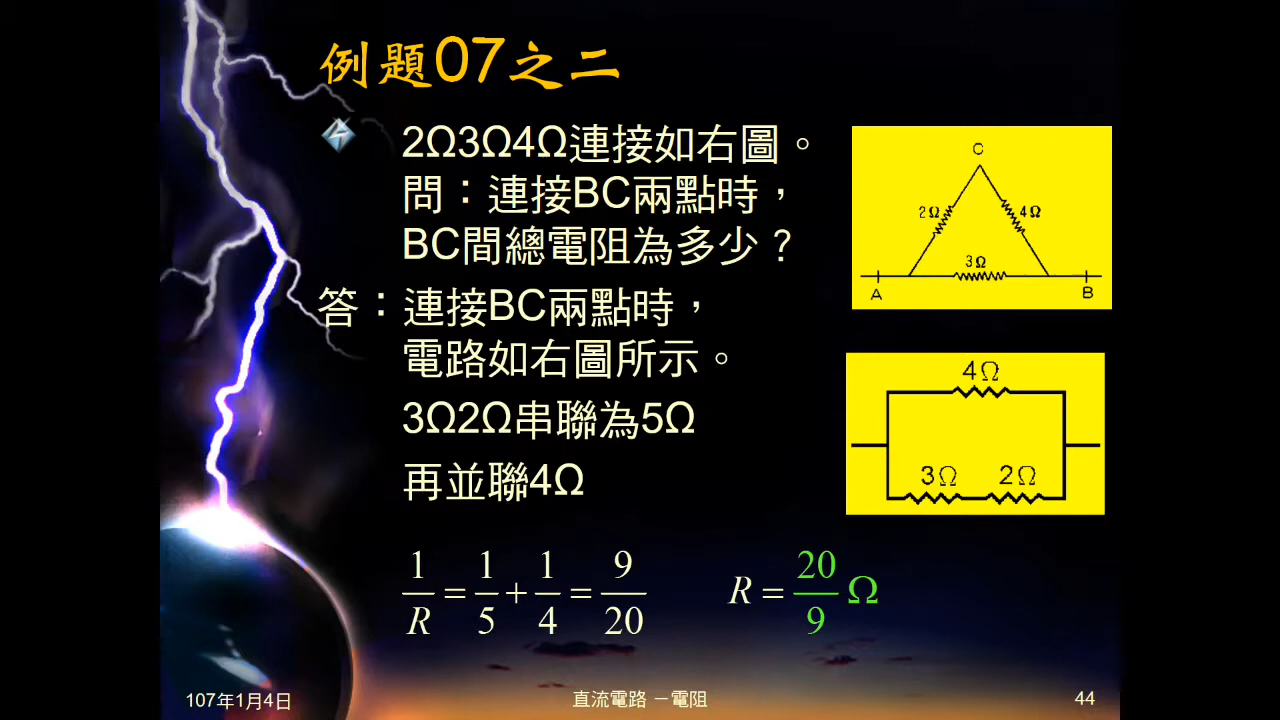 例題07之二
2Ω3Ω4Ω連接如右圖。
問：連接BC兩點時，
BC間總電阻為多少？
答：連接BC兩點時，
電路如右圖所示。
3Ω2Ω串聯為5Ω
再並聯4Ω
1/R = 1/5 + 1/4 = 9/20
R = 20/9 Ω
C
2Ω 4Ω
3Ω
A B
4Ω
3Ω 2Ω
107年1月4日
直流電路 －電阻
44